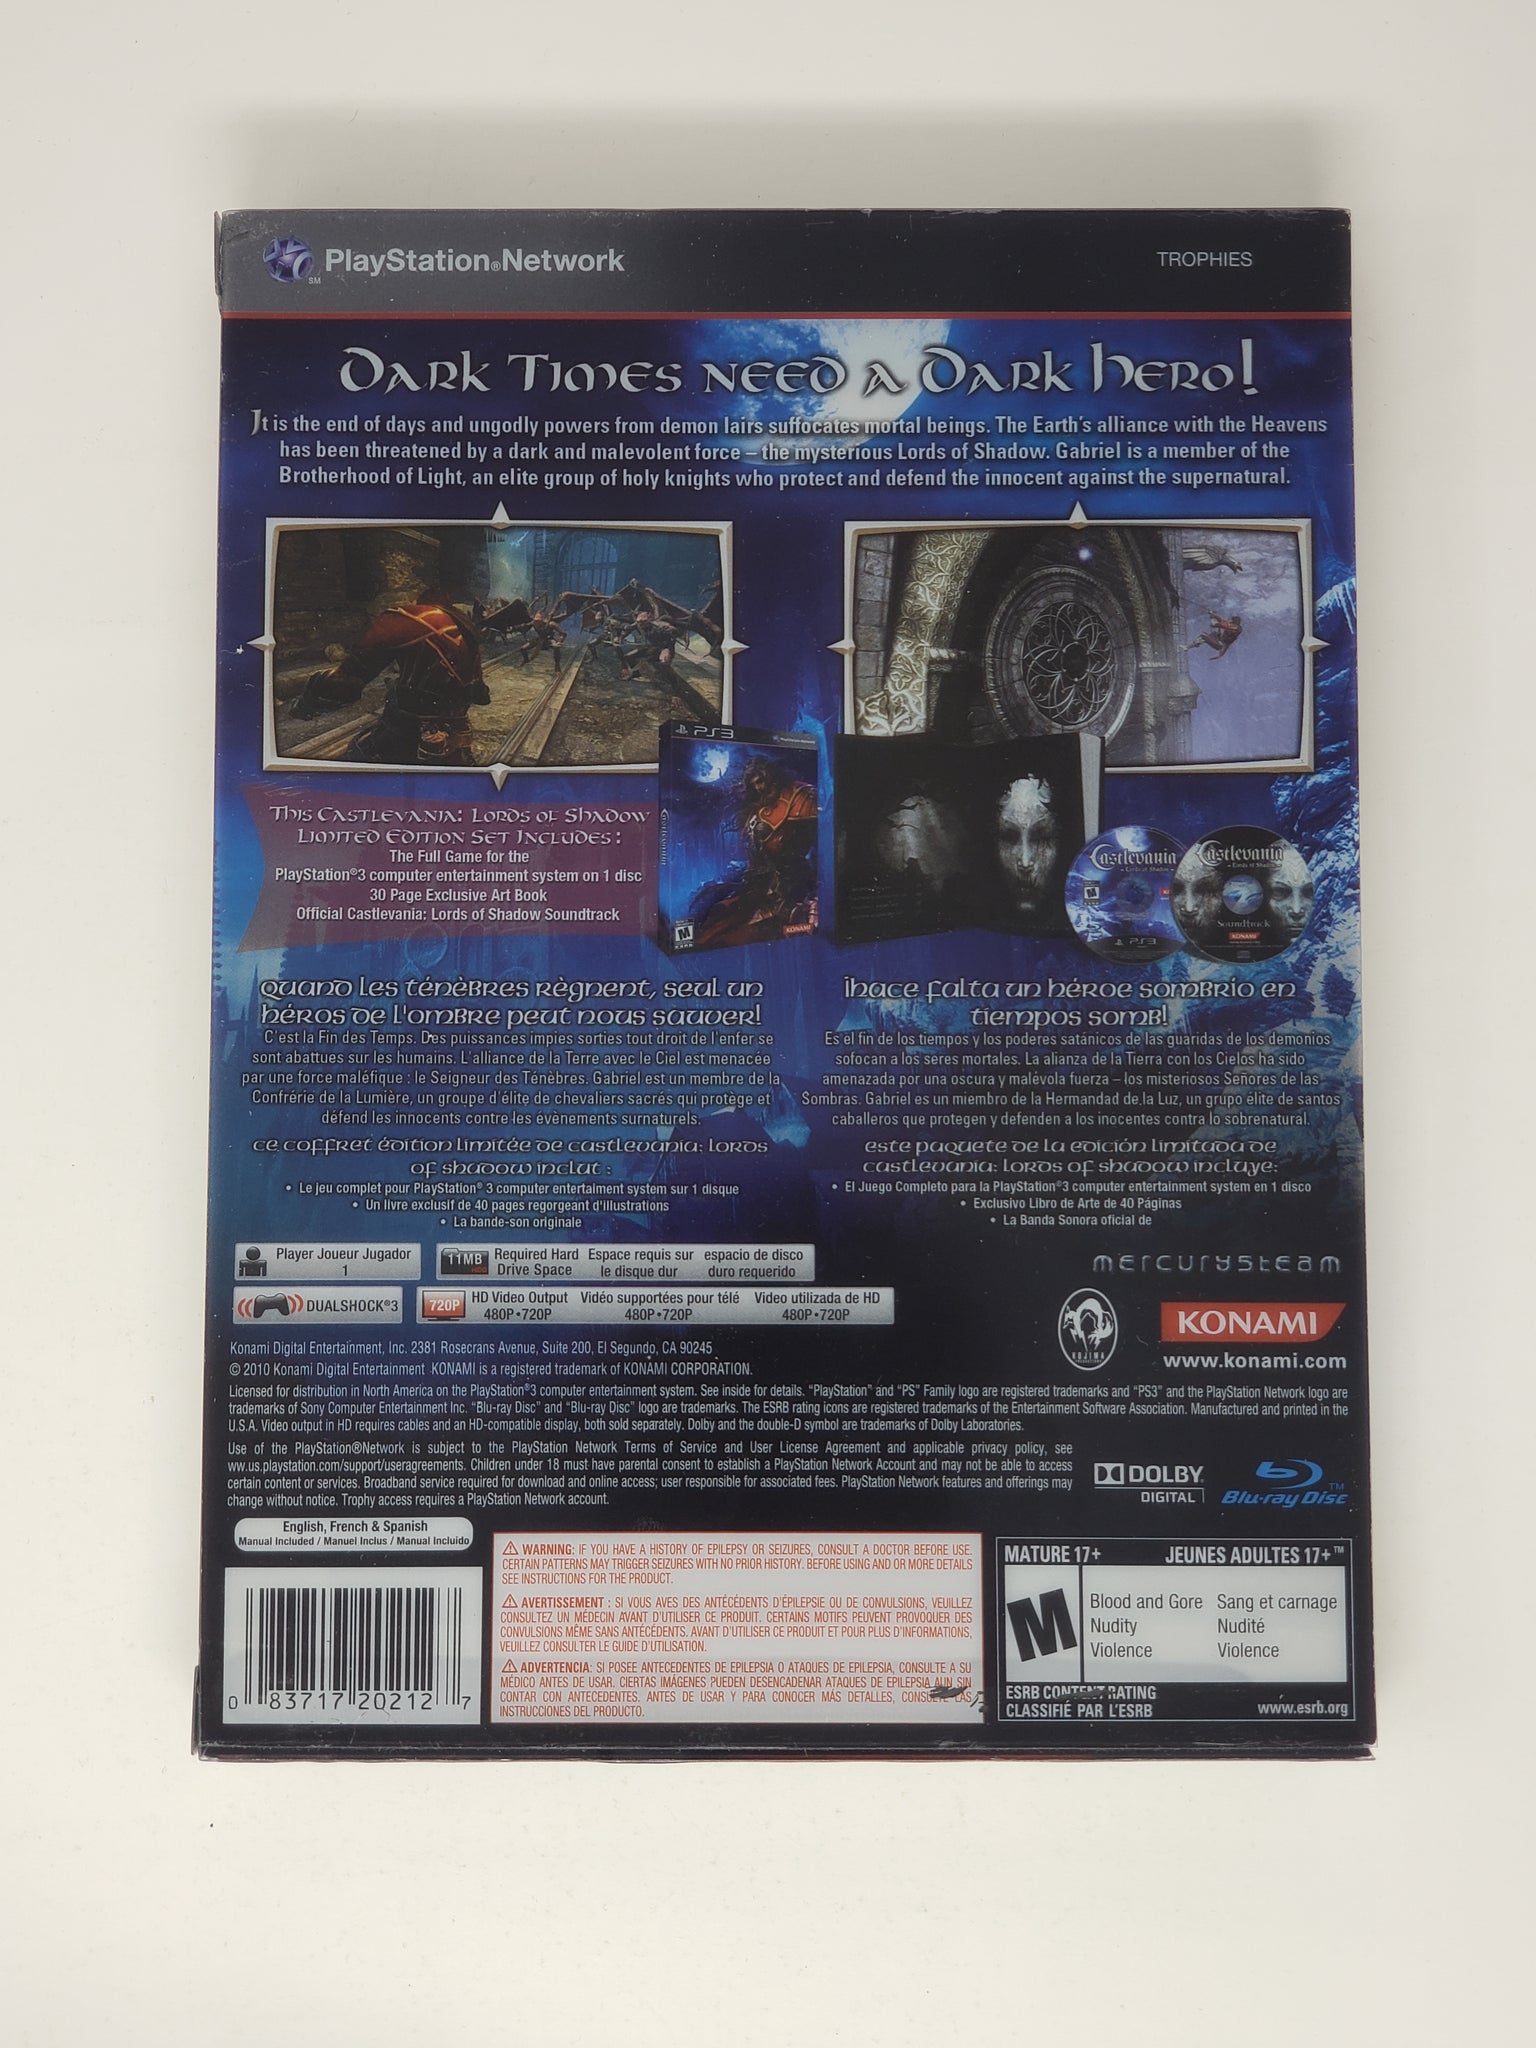 PlayStation®Network
SM
TROPHIES
Dark Times need a Dark Hero!
It is the end of days and ungodly powers from demon lairs suffocates mortal beings. The Earth's alliance with the Heavens
has been threatened by a dark and malevolent force – the mysterious Lords of Shadow. Gabriel is a member of the
Brotherhood of Light, an elite group of holy knights who protect and defend the innocent against the supernatural.
This Castlevania: Lords of Shadow
Limited Edition Set Includes:
The Full Game for the
PlayStation®3 computer entertainment system on 1 disc
30 Page Exclusive Art Book
Official Castlevania: Lords of Shadow Soundtrack
PS3
PlayStation Network
M
KONAMI
Castlevania
Lords of Shadow
PS3
Castlevania
Lords of Shadow
Soundtrack
KONAMI
Quand les ténèbres règnent, seul un
héros de l'ombre peut nous sauver!
C'est la Fin des Temps. Des puissances impies sorties tout droit de l'enfer se
sont abattues sur les humains. L'alliance de la Terre avec le Ciel est menacée
par une force maléfique : le Seigneur des Ténèbres. Gabriel est un membre de la
Confrérie de la Lumière, un groupe d'élite de chevaliers sacrés qui protège et
défend les innocents contre les évènements surnaturels.
ce coffret édition limitée de castlevania: lords
of shadow inclut :
• Le jeu complet pour PlayStation® 3 computer entertalment system sur 1 disque
• Un livre exclusif de 40 pages regorgeant d'illustrations
• La bande-son originale
¡hace falta un héroe sombrío en
tiempos somb!
Es el fin de los tiempos y los poderes satánicos de las guaridas de los demonios
sofocan a los seres mortales. La alianza de la Tierra con los Cielos ha sido
amenazada por una oscura y malévola fuerza – los misteriosos Señores de las
Sombras. Gabriel es un miembro de la Hermandad de la Luz, un grupo élite de santos
caballeros que protegen y defenden a los inocentes contra lo sobrenatural.
este paquete de la edición limitada de
castlevania: lords of shadow incluye:
• El Juego Completo para la PlayStation®3 computer entertainment system en 1 disco
• Exclusivo Libro de Arte de 40 Páginas
• La Banda Sonora oficial de
Player Joueur Jugador
1
11MB
HDD
Required Hard Drive Space
Espace requis sur le disque dur
espacio de disco duro requerido
DUALSHOCK®3
720P
HD Video Output 480P•720P
Vidéo supportées pour télé 480P•720P
Video utilizada de HD 480P•720P
mercurysteam
KOJIMA
PRODUCTIONS
KONAMI
www.konami.com
Konami Digital Entertainment, Inc. 2381 Rosecrans Avenue, Suite 200, El Segundo, CA 90245
© 2010 Konami Digital Entertainment KONAMI is a registered trademark of KONAMI CORPORATION.
Licensed for distribution in North America on the PlayStation®3 computer entertainment system. See inside for details. "PlayStation" and "PS" Family logo are registered trademarks and "PS3" and the PlayStation Network logo are
trademarks of Sony Computer Entertainment Inc. "Blu-ray Disc" and "Blu-ray Disc" logo are trademarks. The ESRB rating icons are registered trademarks of the Entertainment Software Association. Manufactured and printed in the
U.S.A. Video output in HD requires cables and an HD-compatible display, both sold separately. Dolby and the double-D symbol are trademarks of Dolby Laboratories.
Use of the PlayStation®Network is subject to the PlayStation Network Terms of Service and User License Agreement and applicable privacy policy, see
ww.us.playstation.com/support/useragreements. Children under 18 must have parental consent to establish a PlayStation Network Account and may not be able to access
certain content or services. Broadband service required for download and online access; user responsible for associated fees. PlayStation Network features and offerings may
change without notice. Trophy access requires a PlayStation Network account.
DOLBY
DIGITAL
Blu-ray Disc™
English, French & Spanish
Manual Included / Manuel Inclus / Manual Incluido
0 83717 20212 7
⚠ WARNING: IF YOU HAVE A HISTORY OF EPILEPSY OR SEIZURES, CONSULT A DOCTOR BEFORE USE.
CERTAIN PATTERNS MAY TRIGGER SEIZURES WITH NO PRIOR HISTORY. BEFORE USING AND OR MORE DETAILS
SEE INSTRUCTIONS FOR THE PRODUCT.
⚠ AVERTISSEMENT : SI VOUS AVES DES ANTÉCÉDENTS D'ÉPILEPSIE OU DE CONVULSIONS, VEUILLEZ
CONSULTEZ UN MÉDECIN AVANT D'UTILISER CE PRODUIT. CERTAINS MOTIFS PEUVENT PROVOQUER DES
CONVULSIONS MÊME SANS ANTÉCÉDENTS. AVANT D'UTILISER CE PRODUIT ET POUR PLUS D'INFORMATIONS,
VEUILLEZ CONSULTER LE GUIDE D'UTILISATION.
⚠ ADVERTENCIA: SI POSEE ANTECEDENTES DE EPILEPSIA O ATAQUES DE EPILEPSIA, CONSULTE A SU
MÉDICO ANTES DE USAR. CIERTAS IMÁGENES PUEDEN DESENCADENAR ATAQUES DE EPILEPSIA AUN SIN
CONTAR CON ANTECEDENTES. ANTES DE USAR Y PARA CONOCER MÁS DETALLES, CONSULTE LAS
INSTRUCCIONES DEL PRODUCTO.
MATURE 17+ JEUNES ADULTES 17+™
M
Blood and Gore
Nudity
Violence
Sang et carnage
Nudité
Violence
ESRB CONTENT RATING
CLASSIFIÉ PAR L'ESRB
www.esrb.org